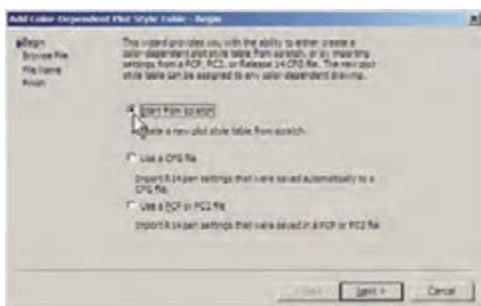 Add Color-Dependent Plot Style Table - Begin
Begin
Browse File
File Name
Finish
This wizard provides you with the ability to either create a
color-dependent plot style table from scratch, or by importing
settings from a PCP, PC2, or Release 14 CFG file. The new plot
style table can be assigned to any color-dependent drawing.
Start from scratch
Create a new plot style table from scratch.
Use a CFG file
Import R14 pen settings that were saved automatically to a
CFG file.
Use a PCP or PC2 file
Import R14 pen settings that were saved in a PCP or PC2 file
< Back
Next >
Cancel